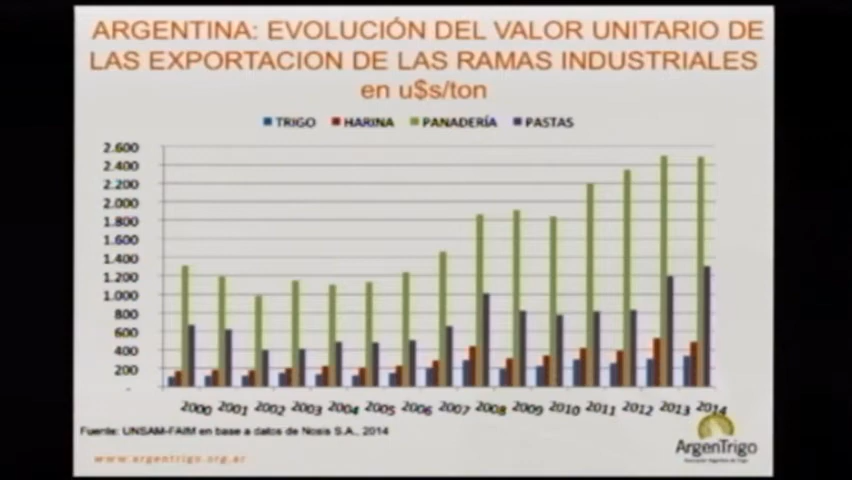 ARGENTINA: EVOLUCIÓN DEL VALOR UNITARIO DE
LAS EXPORTACION DE LAS RAMAS INDUSTRIALES
en u$s/ton
TRIGO HARINA PANADERÍA PASTAS
2.600
2.400
2.200
2.000
1.800
1.600
1.400
1.200
1.000
800
600
400
200
-
2000 2001 2002 2003 2004 2005 2006 2007 2008 2009 2010 2011 2012 2013 2014
Fuente: UNSAM-FAIM en base a datos de Nosis S.A., 2014
ArgenTrigo
www.argentrigo.org.ar